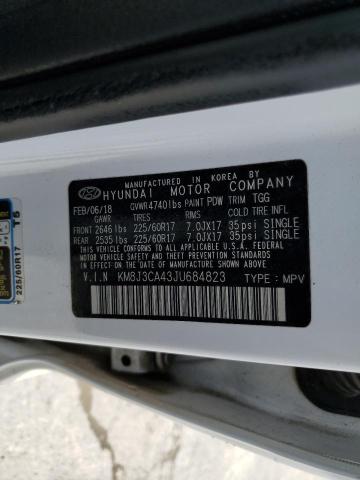 MANUFACTURED IN KOREA BY
HYUNDAI MOTOR COMPANY
FEB/06/18 GVWR 4740lbs PAINT PDW TRIM TGG
GAWR TIRES RIMS COLD TIRE INFL
FRONT 2646 lbs 225/60R17 7.0JX17 35psi SINGLE
REAR 2535 lbs 225/60R17 7.0JX17 35psi SINGLE
THIS VEHICLE CONFORMS TO ALL
APPLICABLE U.S. FEDERAL MOTOR VEHICLE
SAFETY AND THEFT PREVENTION STANDARDS
IN EFFECT ON THE DATE OF MANUFACTURE
SHOWN ABOVE.
V.I.N KM8J3CA43JU684823 TYPE : MPV
225/60R17 T5